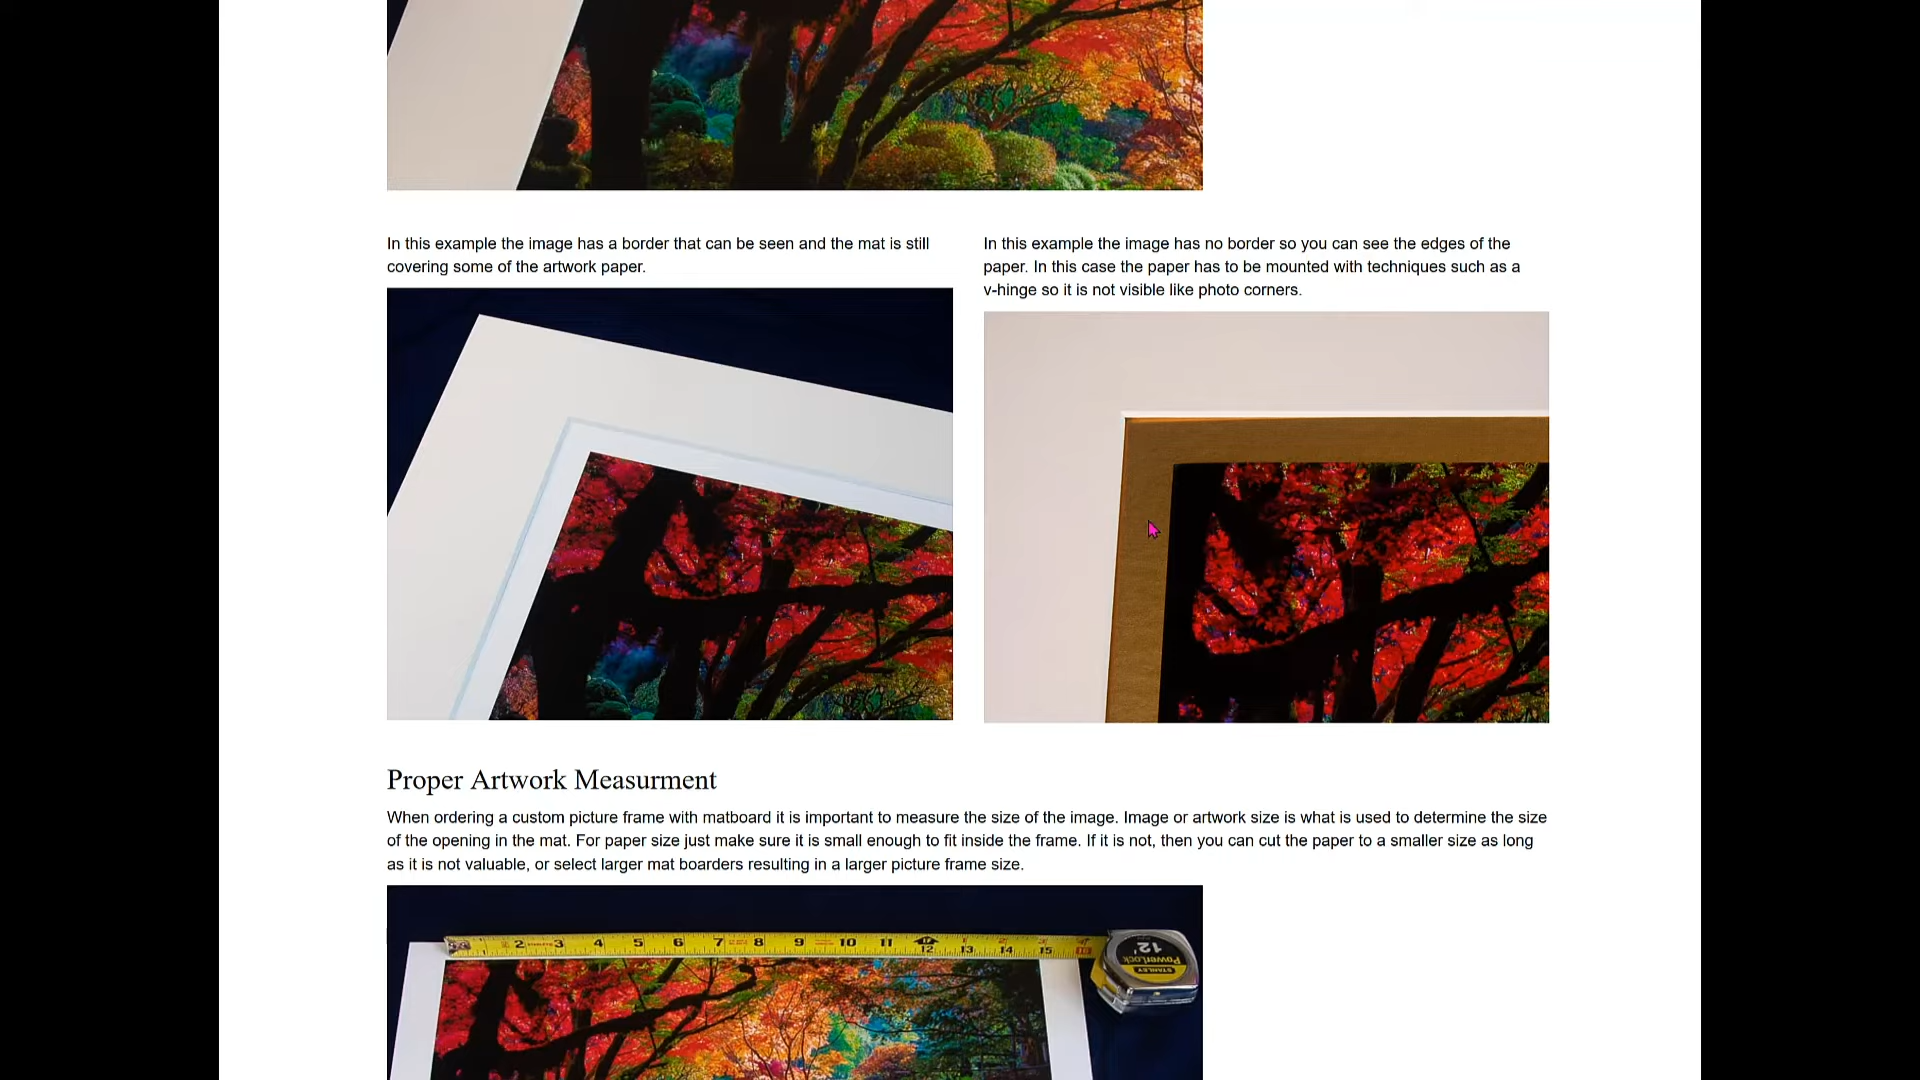 In this example the image has a border that can be seen and the mat is still
covering some of the artwork paper.
In this example the image has no border so you can see the edges of the
paper. In this case the paper has to be mounted with techniques such as a
v-hinge so it is not visible like photo corners.
Proper Artwork Measurment
When ordering a custom picture frame with matboard it is important to measure the size of the image. Image or artwork size is what is used to determine the size
of the opening in the mat. For paper size just make sure it is small enough to fit inside the frame. If it is not, then you can cut the paper to a smaller size as long
as it is not valuable, or select larger mat boarders resulting in a larger picture frame size.
2 3 4 5 6 7 8 9 10 11 12 13 14 15
12'
PowerLock
STANLEY